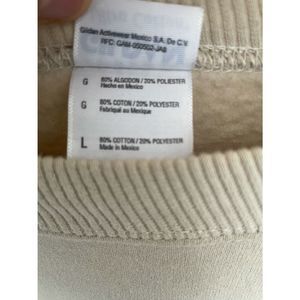 Gildan Activewear Mexico S.A. De C.V.
RFC: GAM-050502-JA8
G 80% ALGODON / 20% POLIESTER
Hecho en Mexico
G 80% COTON / 20% POLYESTER
Fabriqué au Mexique
L 80% COTTON / 20% POLYESTER
Made in Mexico